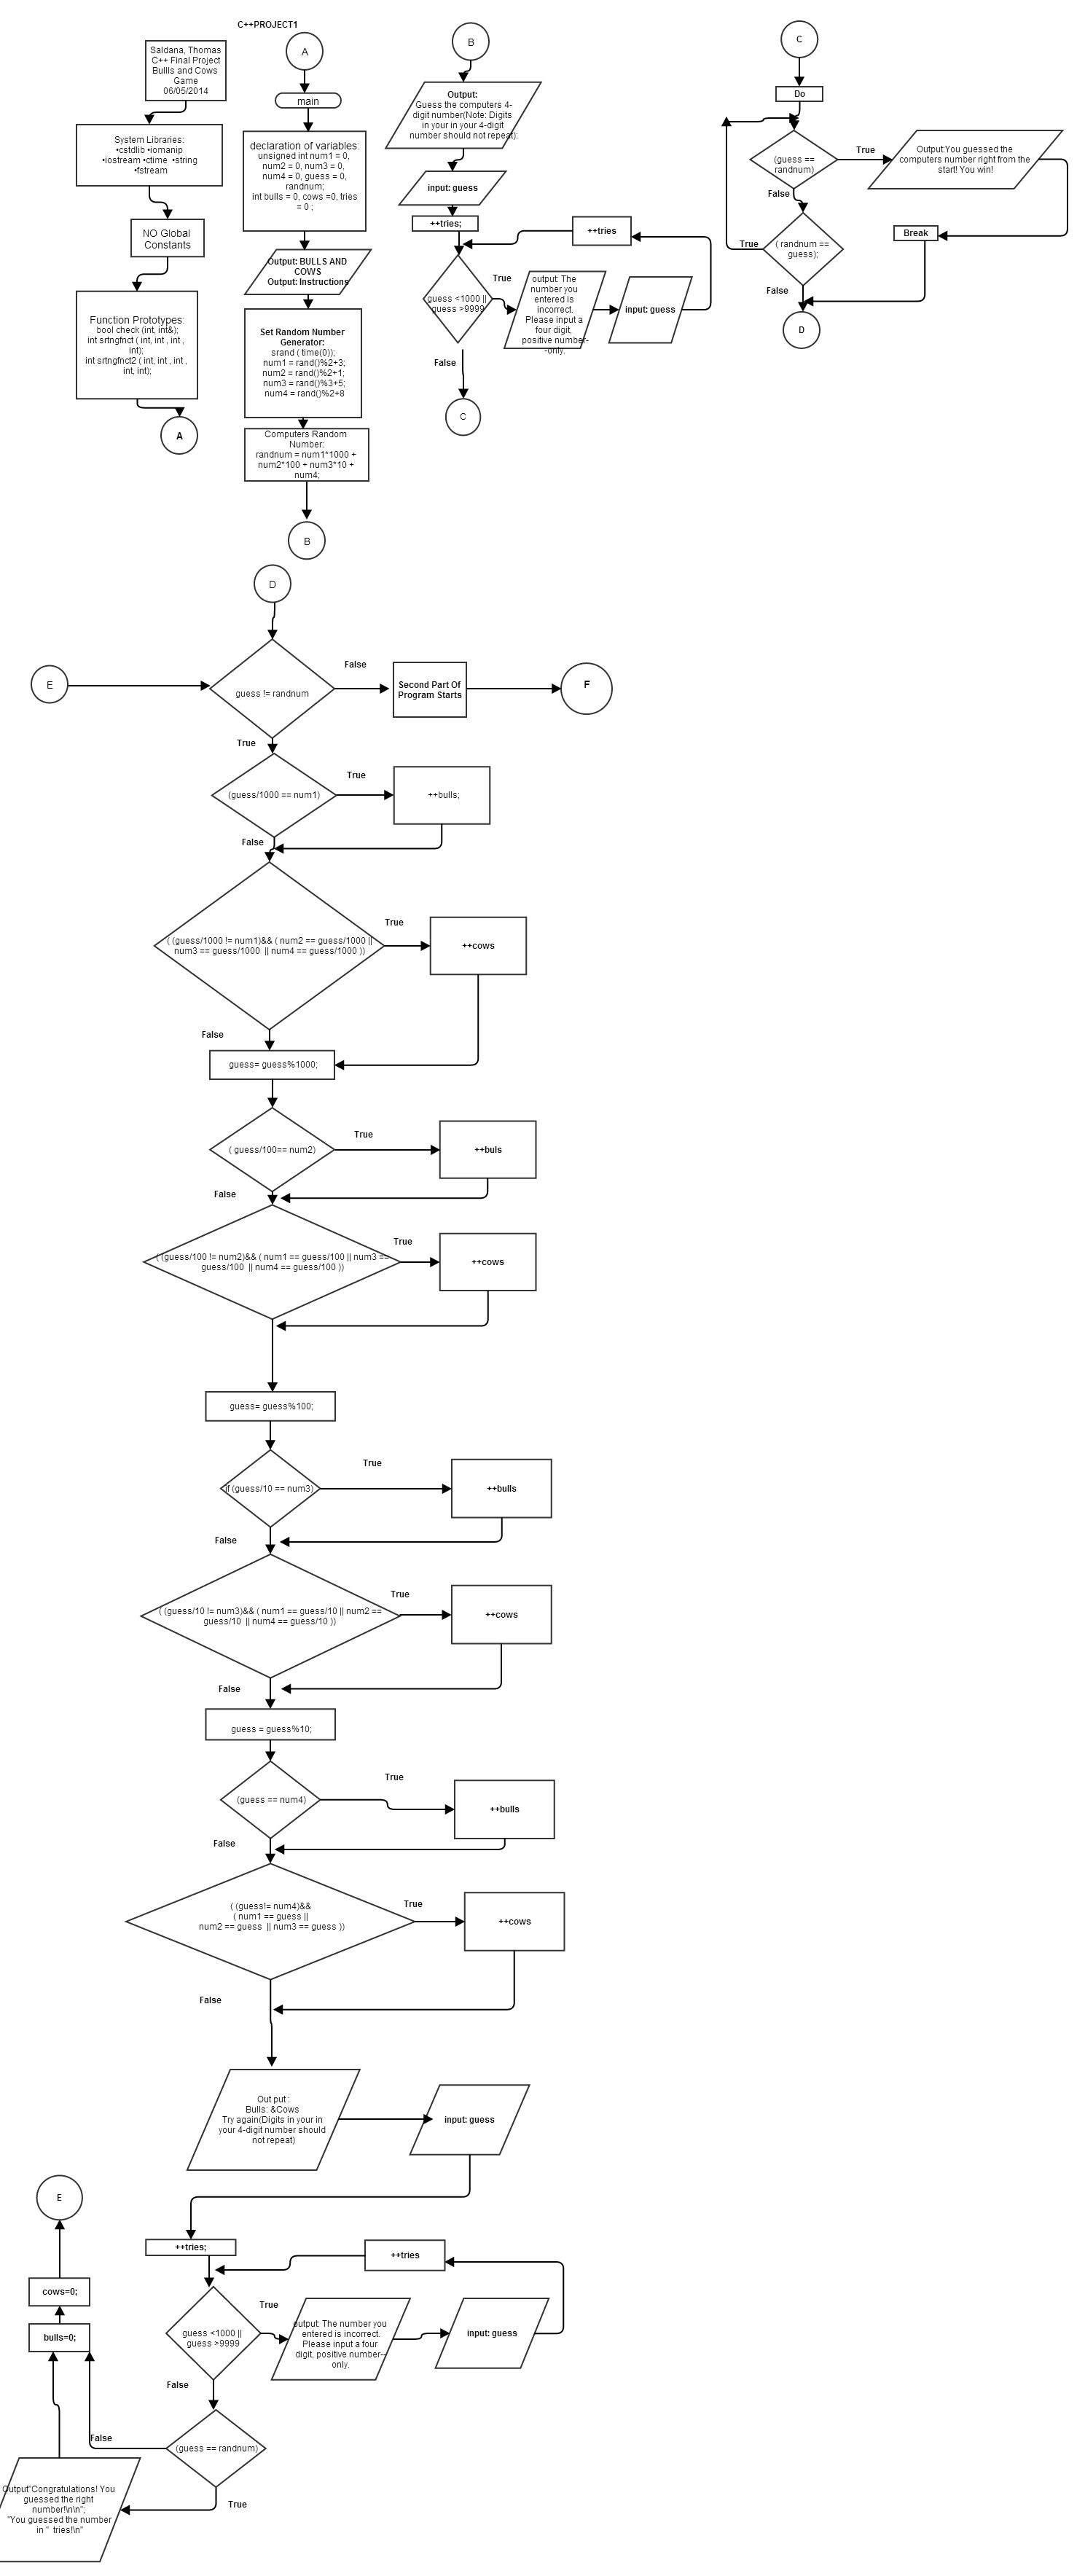 C++PROJECT1
Saldana, Thomas
C++ Final Project
Bullls and Cows
Game
06/05/2014
System Libraries:
•cstdlib •iomanip
•iostream •ctime •string
•fstream
NO Global
Constants
Function Prototypes:
bool check (int, int&);
int srtngfnct ( int, int , int ,
int);
int srtngfnct2 ( int, int , int ,
int, int);
A
A
main
declaration of variables:
unsigned int num1 = 0,
num2 = 0, num3 = 0,
num4 = 0, guess = 0,
randnum;
int bulls = 0, cows =0, tries
= 0 ;
Output: BULLS AND
COWS
Output: Instructions
Set Random Number
Generator:
srand ( time(0));
num1 = rand()%2+3;
num2 = rand()%2+1;
num3 = rand()%3+5;
num4 = rand()%2+8
Computers Random
Number:
randnum = num1*1000 +
num2*100 + num3*10 +
num4;
B
B
Output:
Guess the computers 4-
digit number(Note: Digits
in your in your 4-digit
number should not repeat):
input: guess
++tries;
++tries
guess <1000 ||
guess >9999
True
output: The
number you
entered is
incorrect.
Please input a
four digit,
positive number-
-only.
input: guess
False
C
C
Do
(guess ==
randnum)
True
Output:You guessed the
computers number right from the
start! You win!
False
Break
True
( randnum ==
guess);
False
D
D
E
guess != randnum
False
Second Part Of
Program Starts
F
True
(guess/1000 == num1)
True
++bulls;
False
( (guess/1000 != num1)&& ( num2 == guess/1000 ||
num3 == guess/1000 || num4 == guess/1000 ))
True
++cows
False
guess= guess%1000;
( guess/100== num2)
True
++buls
False
( (guess/100 != num2)&& ( num1 == guess/100 || num3 ==
guess/100 || num4 == guess/100 ))
True
++cows
guess= guess%100;
if (guess/10 == num3)
True
++bulls
False
( (guess/10 != num3)&& ( num1 == guess/10 || num2 ==
guess/10 || num4 == guess/10 ))
True
++cows
False
guess = guess%10;
(guess == num4)
True
++bulls
False
( (guess!= num4)&&
( num1 == guess ||
num2 == guess || num3 == guess ))
True
++cows
False
Out put :
Bulls: &Cows
Try again(Digits in your in
your 4-digit number should
not repeat)
input: guess
E
++tries;
++tries
cows=0;
bulls=0;
guess <1000 ||
guess >9999
True
output: The number you
entered is incorrect.
Please input a four
digit, positive number--
only.
input: guess
False
(guess == randnum)
False
True
Output"Congratulations! You
guessed the right
number!\n\n";
"You guessed the number
in " tries!\n"